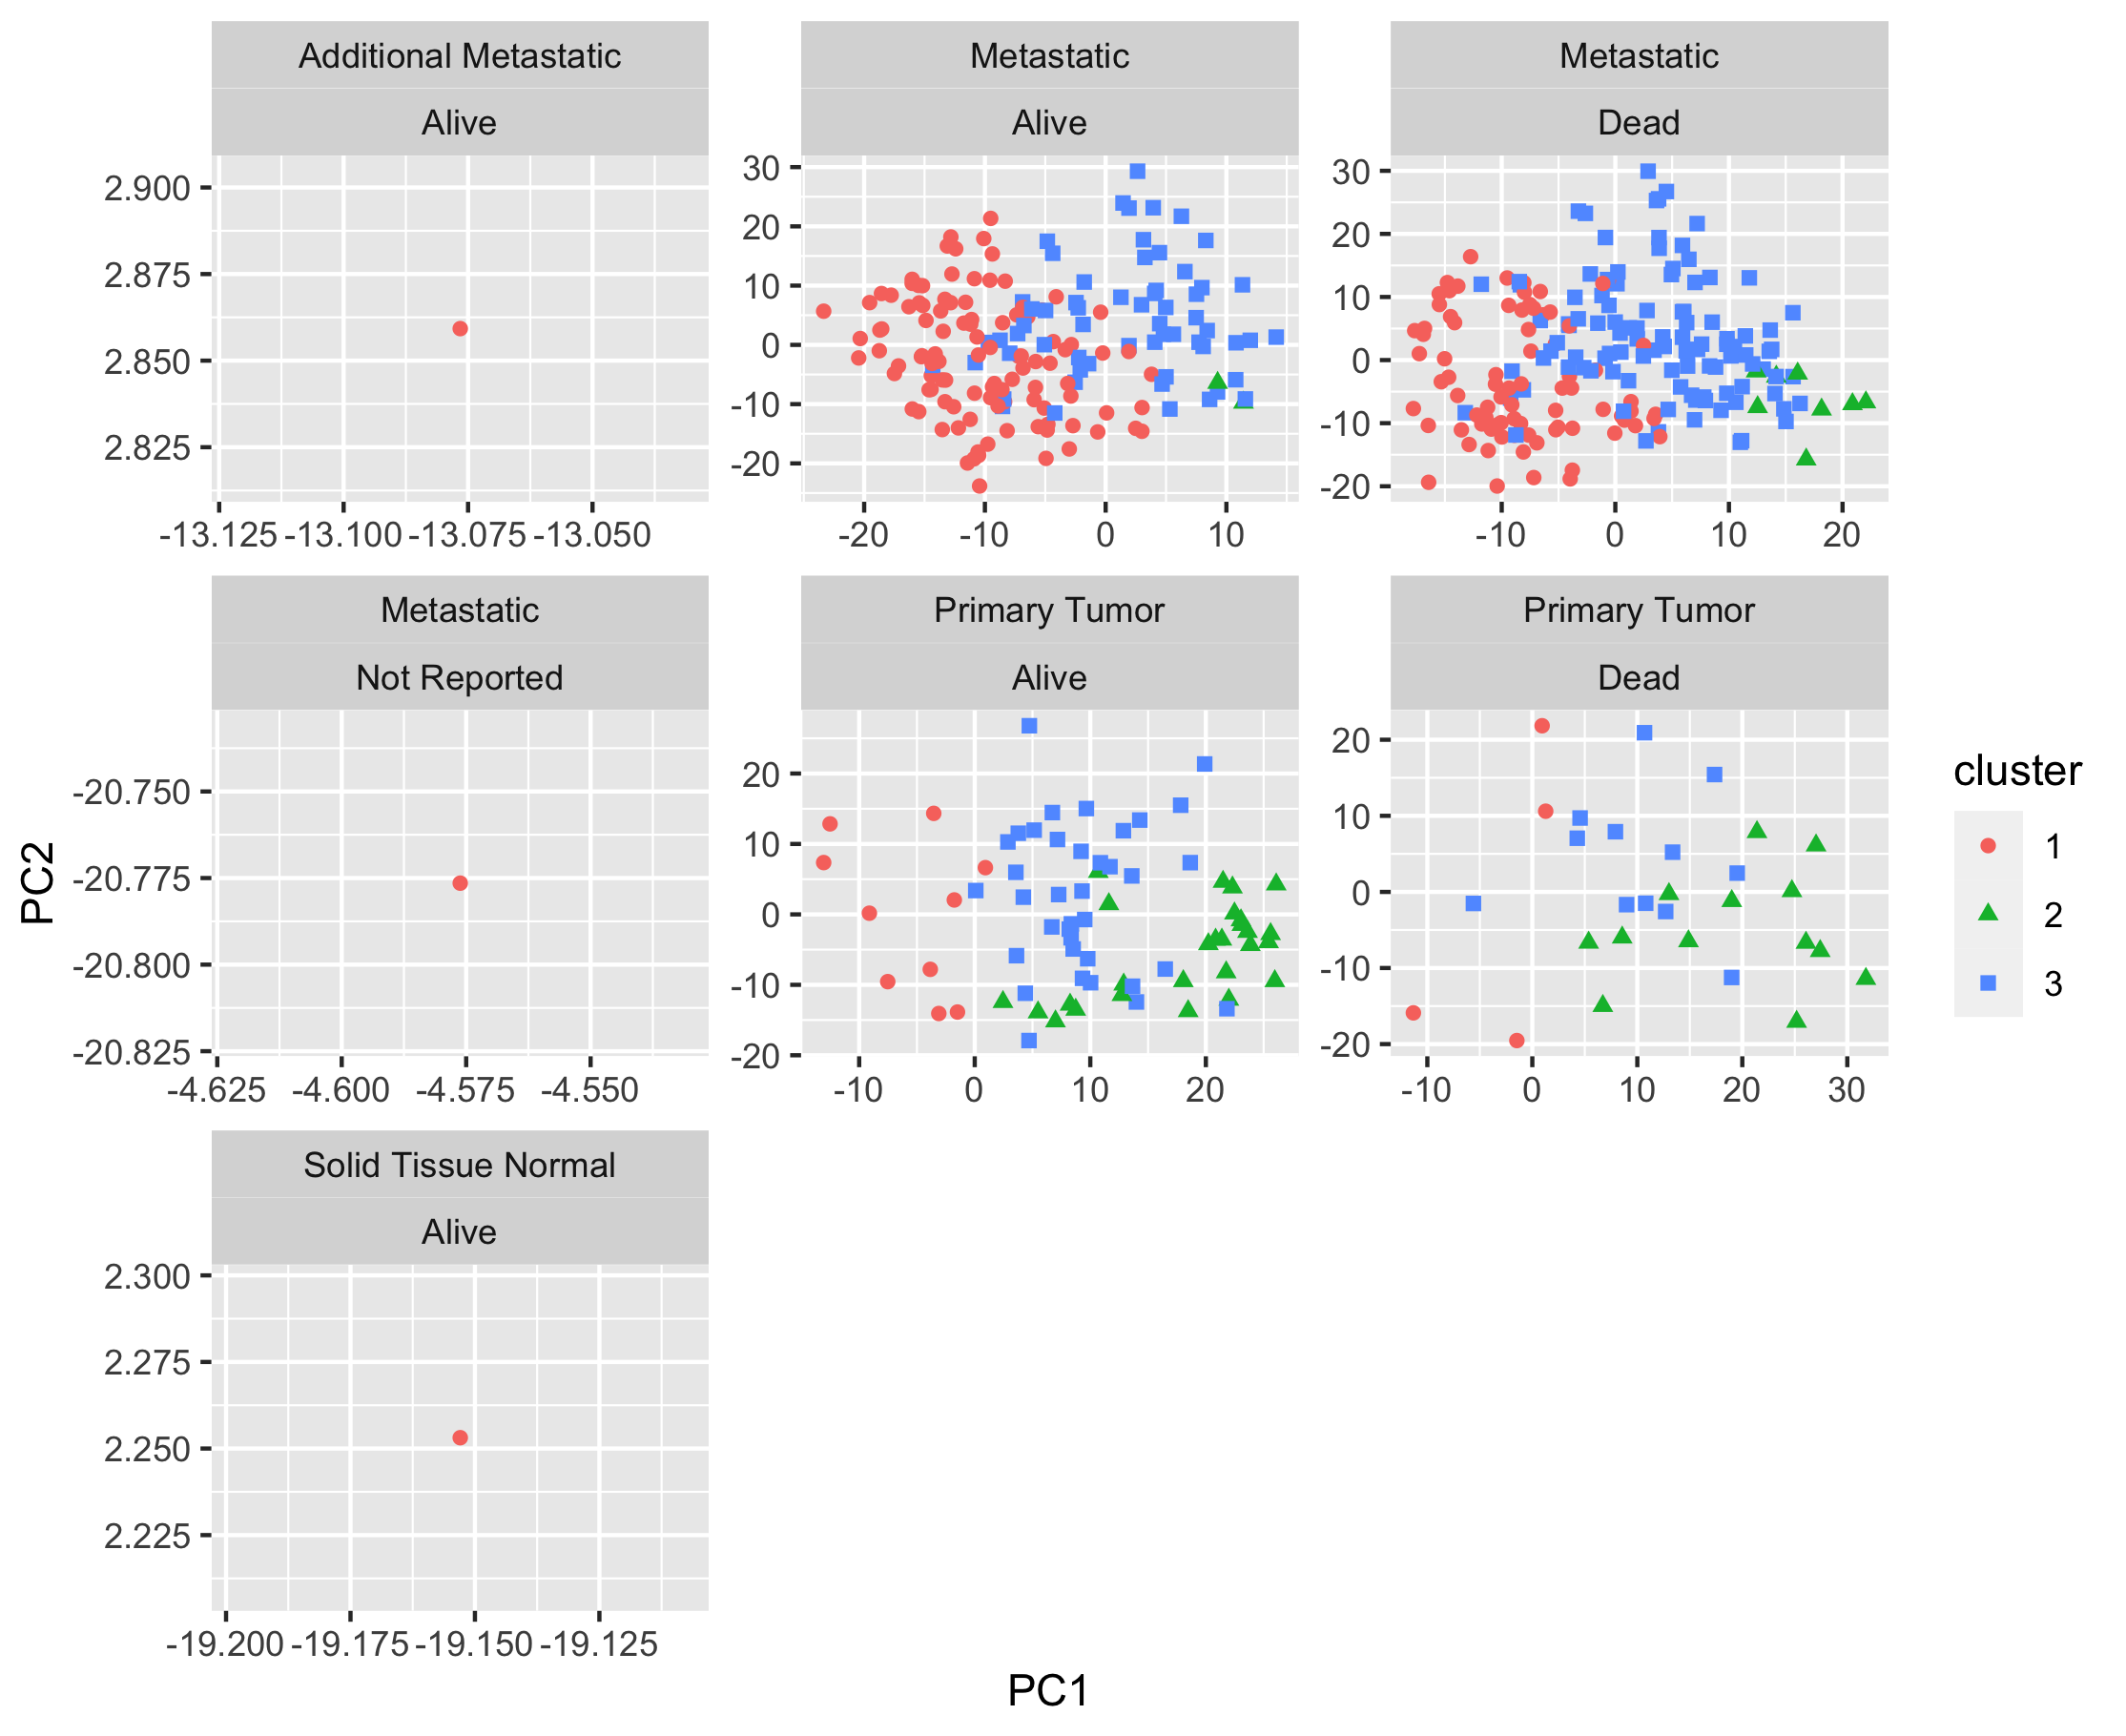 Additional Metastatic
Alive
2.900
2.875
2.850
2.825
-13.125 -13.100 -13.075 -13.050
Metastatic
Alive
30
20
10
0
-10
-20
-20 -10 0 10
Metastatic
Dead
30
20
10
0
-10
-20
-10 0 10 20
Metastatic
Not Reported
-20.750
-20.775
-20.800
-20.825
-4.625 -4.600 -4.575 -4.550
Primary Tumor
Alive
20
10
0
-10
-20
-10 0 10 20
Primary Tumor
Dead
20
10
0
-10
-20
-10 0 10 20 30
Solid Tissue Normal
Alive
2.300
2.275
2.250
2.225
-19.200 -19.175 -19.150 -19.125
PC2
PC1
cluster
1
2
3